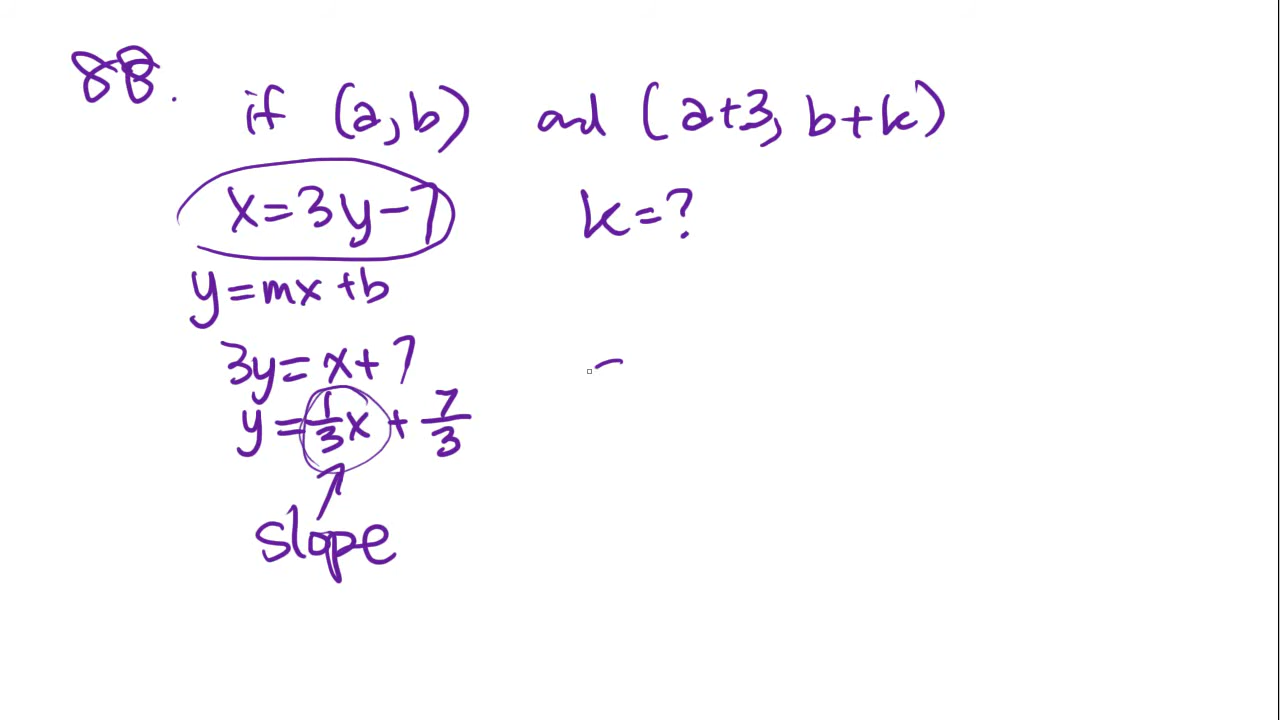 88. if (a,b) and (a+3, b+k)
x=3y-7 k=?
y=mx+b
3y=x+7
y=1/3x+7/3
slope